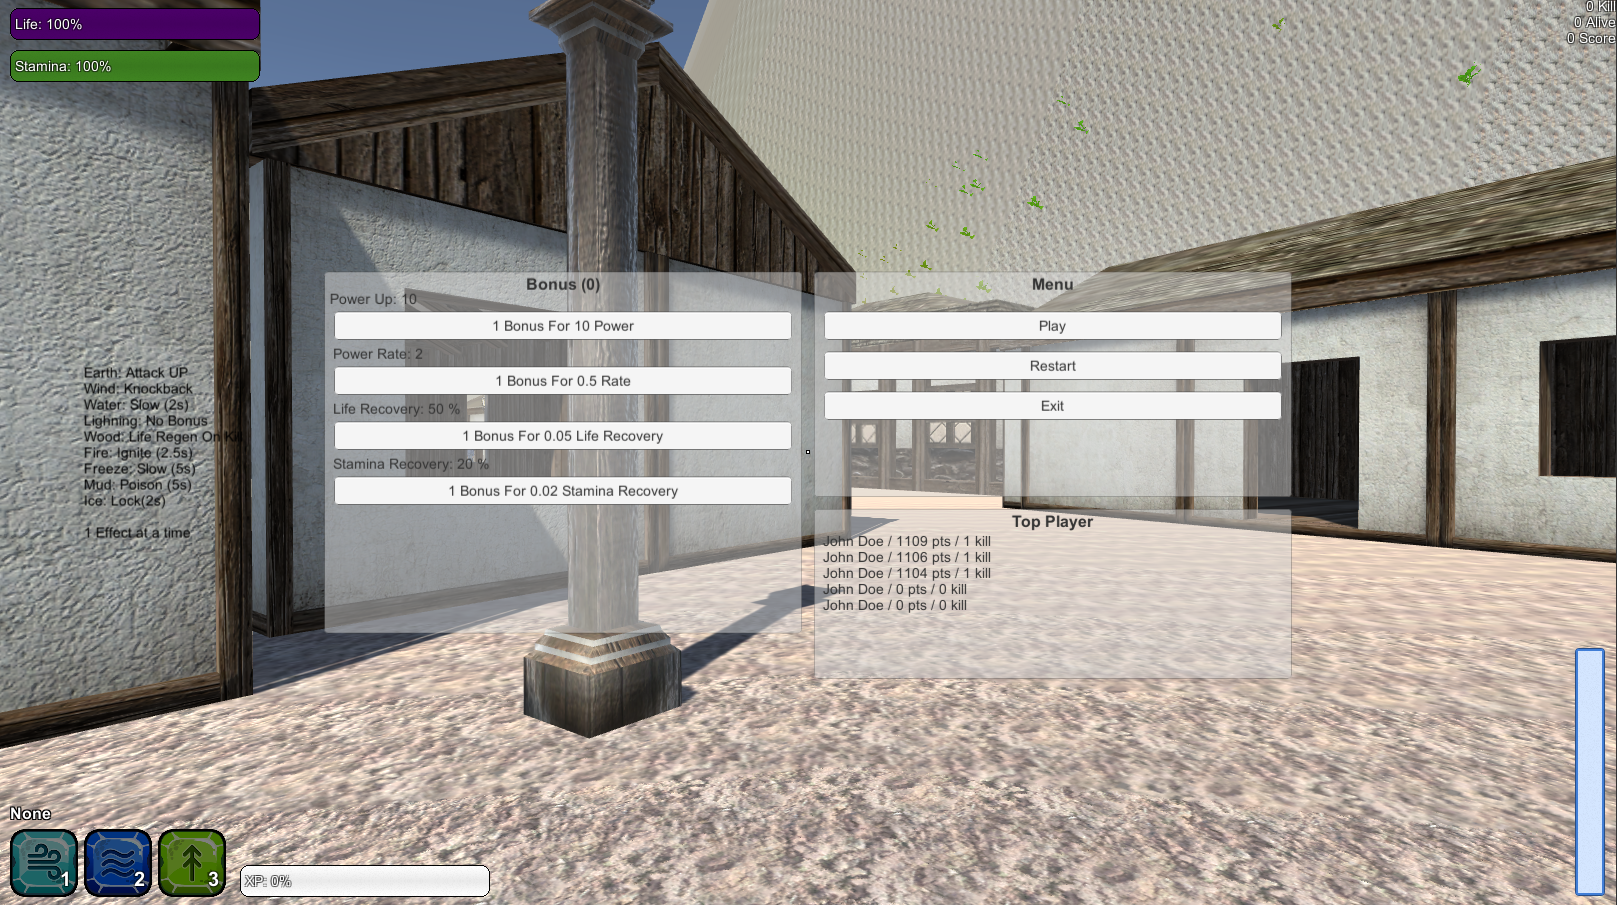 Life: 100%
Stamina: 100%
0 Kill
0 Alive
0 Score
Bonus (0)
Power Up: 10
1 Bonus For 10 Power
Power Rate: 2
1 Bonus For 0.5 Rate
Life Recovery: 50 %
1 Bonus For 0.05 Life Recovery
Stamina Recovery: 20 %
1 Bonus For 0.02 Stamina Recovery
Menu
Play
Restart
Exit
Top Player
John Doe / 1109 pts / 1 kill
John Doe / 1106 pts / 1 kill
John Doe / 1104 pts / 1 kill
John Doe / 0 pts / 0 kill
John Doe / 0 pts / 0 kill
Earth: Attack UP
Wind: Knockback
Water: Slow (2s)
Lighning: No Bonus
Wood: Life Regen On Kill
Fire: Ignite (2.5s)
Freeze: Slow (5s)
Mud: Poison (5s)
Ice: Lock(2s)
1 Effect at a time
None
1
2
3
XP: 0%